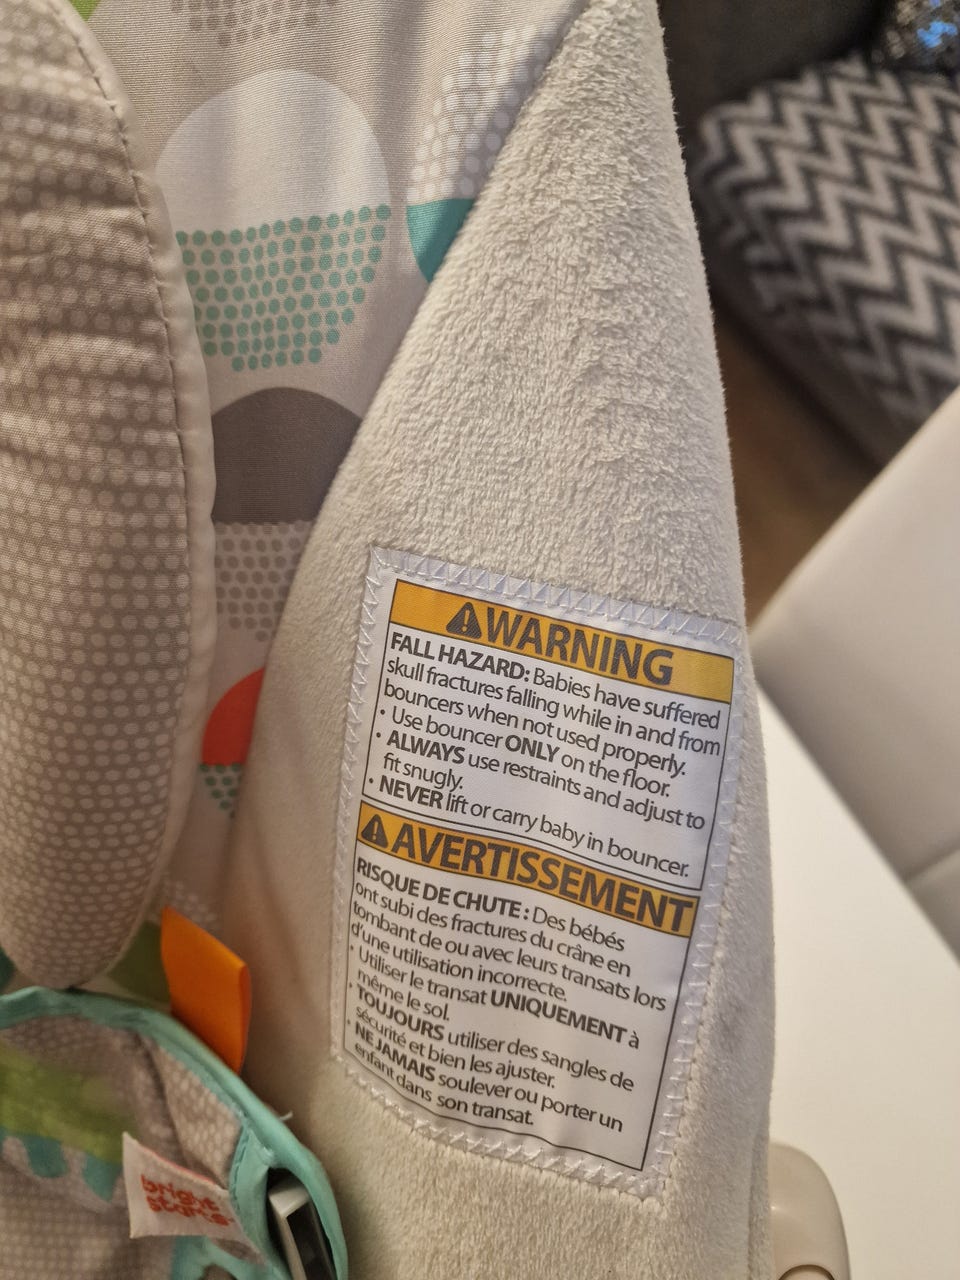 WARNING
FALL HAZARD: Babies have suffered
skull fractures falling while in and from
bouncers when not used properly.
• Use bouncer ONLY on the floor.
• ALWAYS use restraints and adjust to
fit snugly.
• NEVER lift or carry baby in bouncer.
AVERTISSEMENT
RISQUE DE CHUTE : Des bébés
ont subi des fractures du crâne en
tombant de ou avec leurs transats lors
d'une utilisation incorrecte.
• Utiliser le transat UNIQUEMENT à
même le sol.
• TOUJOURS utiliser des sangles de
sécurité et bien les ajuster.
• NE JAMAIS soulever ou porter un
enfant dans son transat.
bright
starts